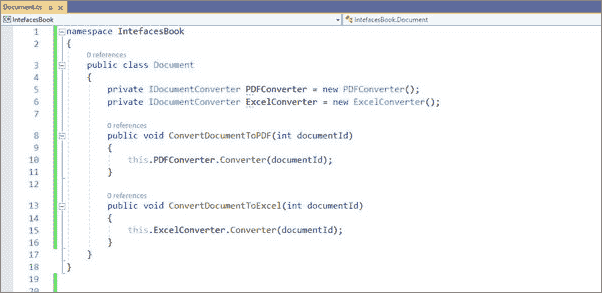 Document.cs
IntefacesBook
IntefacesBook.Document
1 namespace IntefacesBook
2 {
0 references
3 public class Document
4 {
5 private IDocumentConverter PDFConverter = new PDFConverter();
6 private IDocumentConverter ExcelConverter = new ExcelConverter();
7
0 references
8 public void ConvertDocumentToPDF(int documentId)
9 {
10 this.PDFConverter.Converter(documentId);
11 }
12
0 references
13 public void ConvertDocumentToExcel(int documentId)
14 {
15 this.ExcelConverter.Converter(documentId);
16 }
17 }
18 }
19
20